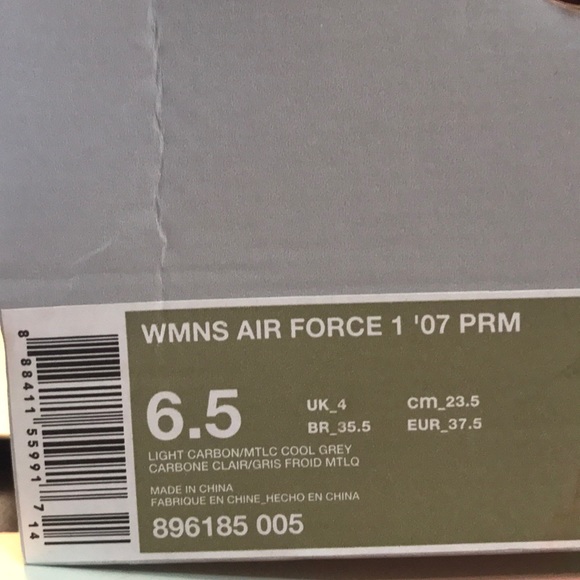 WMNS AIR FORCE 1 '07 PRM
6.5
UK_4 cm_23.5
BR_35.5 EUR_37.5
LIGHT CARBON/MTLC COOL GREY
CARBONE CLAIR/GRIS FROID MTLQ
MADE IN CHINA
FABRIQUE EN CHINE_HECHO EN CHINA
896185 005
8 88411 55991 714